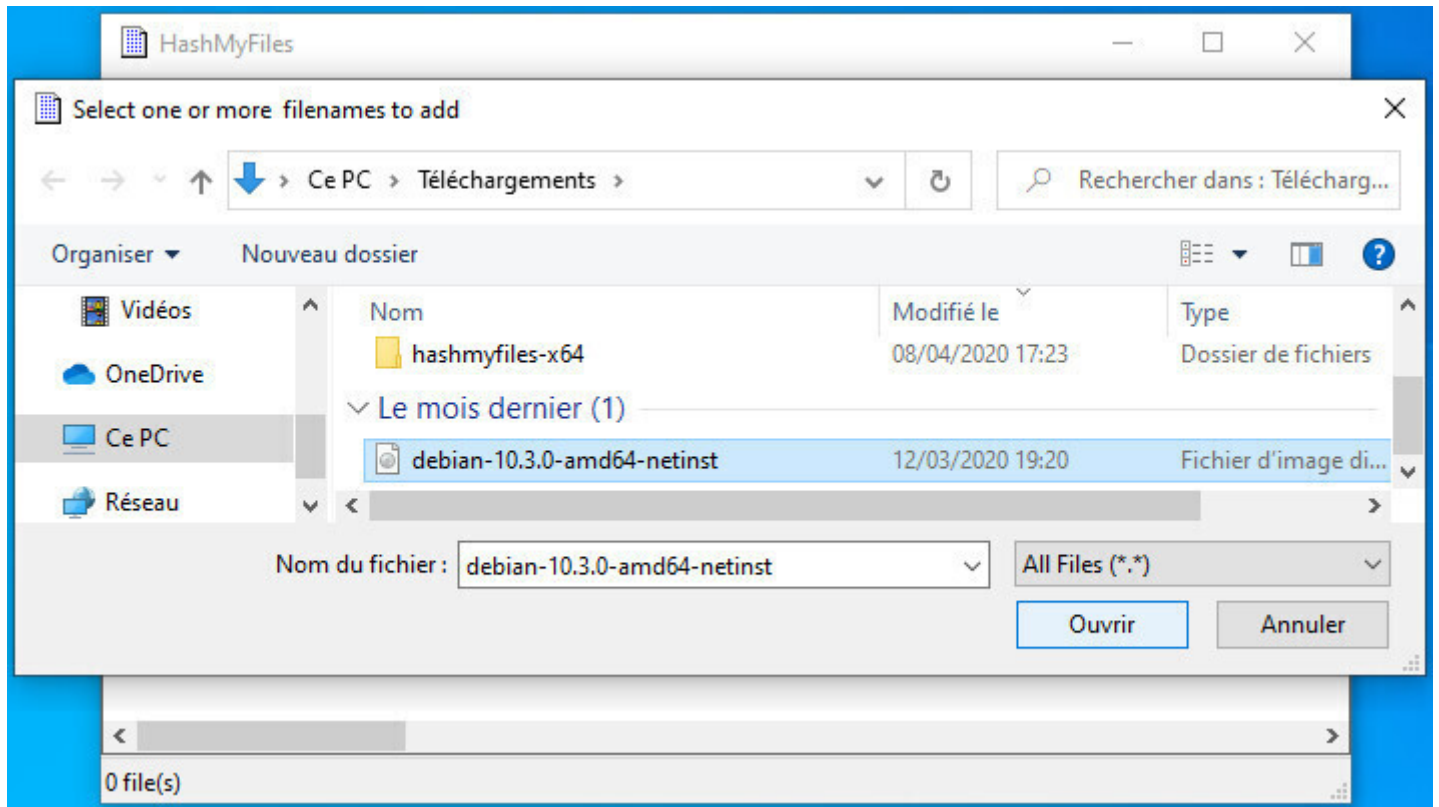 HashMyFiles
Select one or more filenames to add
Ce PC > Téléchargements >
Rechercher dans : Télécharg...
Organiser
Nouveau dossier
?
Vidéos
OneDrive
Ce PC
Réseau
Nom Modifié le Type
hashmyfiles-x64 08/04/2020 17:23 Dossier de fichiers
Le mois dernier (1)
debian-10.3.0-amd64-netinst 12/03/2020 19:20 Fichier d'image di...
Nom du fichier : debian-10.3.0-amd64-netinst
All Files (*.*)
Ouvrir Annuler
0 file(s)